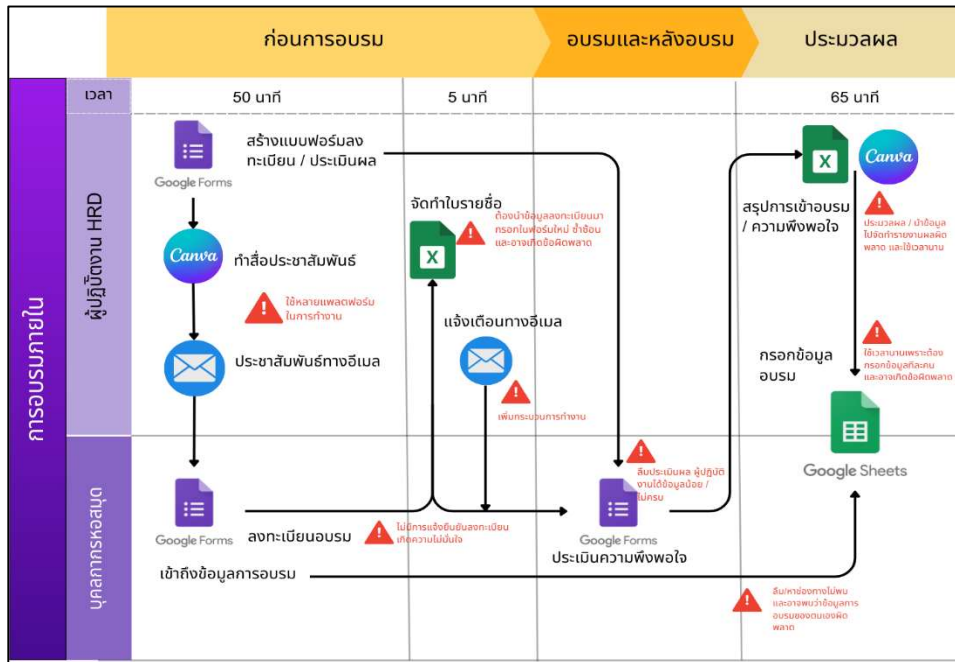 ก่อนการอบรม
อบรมและหลังอบรม
ประมวลผล
การอบรมภายใน
เวลา
50 นาที
5 นาที
65 นาที
ผู้ปฏิบัติงาน HRD
สร้างแบบฟอร์มลง
ทะเบียน / ประเมินผล
Google Forms
Canva
ทำสื่อประชาสัมพันธ์
ใช้หลายแพลตฟอร์ม
ในการทำงาน
ประชาสัมพันธ์ทางอีเมล
จัดทำใบรายชื่อ
X
ต้องนำข้อมูลลงทะเบียนมา
กรอกในฟอร์มใหม่ ซ้ำซ้อน
และอาจเกิดข้อผิดพลาด
แจ้งเตือนทางอีเมล
เพิ่มกระบวนการทำงาน
X
Canva
สรุปการเข้าอบรม
/ ความพึงพอใจ
ประมวลผล / นำข้อมูล
ไปจัดทำรายงานผลผิด
พลาด และใช้เวลานาน
กรอกข้อมูล
อบรม
ใช้เวลานานเพราะต้อง
กรอกข้อมูลทีละคน
และอาจเกิดข้อผิดพลาด
Google Sheets
บุคลากรหอสมุด
Google Forms
ลงทะเบียนอบรม
ไม่มีการแจ้งยืนยันลงทะเบียน
เกิดความไม่มั่นใจ
ลืมประเมินผล ผู้ปฏิบัติ
งานได้ข้อมูลน้อย /
ไม่ครบ
Google Forms
ประเมินความพึงพอใจ
เข้าถึงข้อมูลการอบรม
ลืม/หาช่องทางไม่พบ
และอาจพบว่าข้อมูลการ
อบรมของตนเองผิด
พลาด